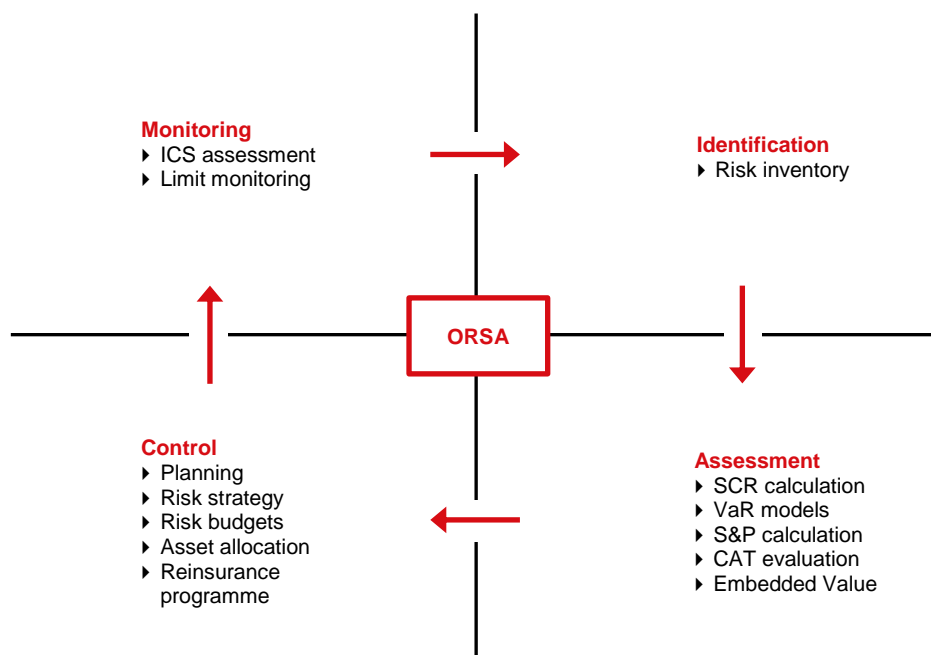 Monitoring
ICS assessment
Limit monitoring
Identification
Risk inventory
ORSA
Control
Planning
Risk strategy
Risk budgets
Asset allocation
Reinsurance
programme
Assessment
SCR calculation
VaR models
S&P calculation
CAT evaluation
Embedded Value